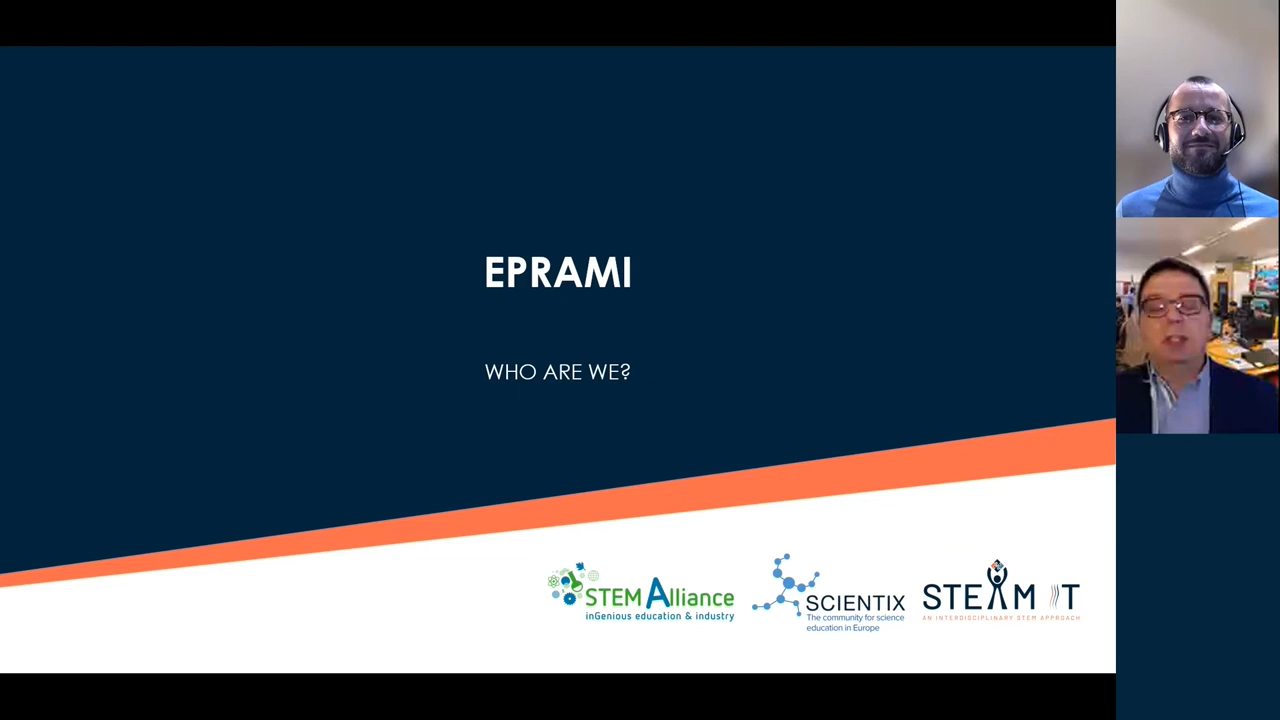 EPRAMI
WHO ARE WE?
STEM Alliance
inGenious education & industry
SCIENTIX
The community for science
education in Europe
STEAM IT
AN INTERDISCIPLINARY STEM APPROACH